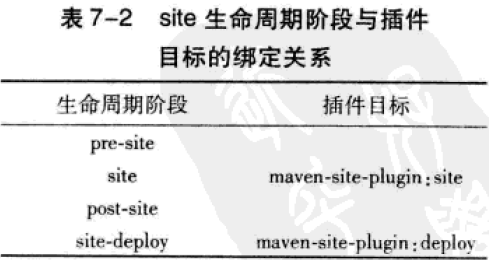 表 7-2 site 生命周期阶段与插件
目标的绑定关系
生命周期阶段 插件目标
pre-site
site maven-site-plugin:site
post-site
site-deploy maven-site-plugin:deploy